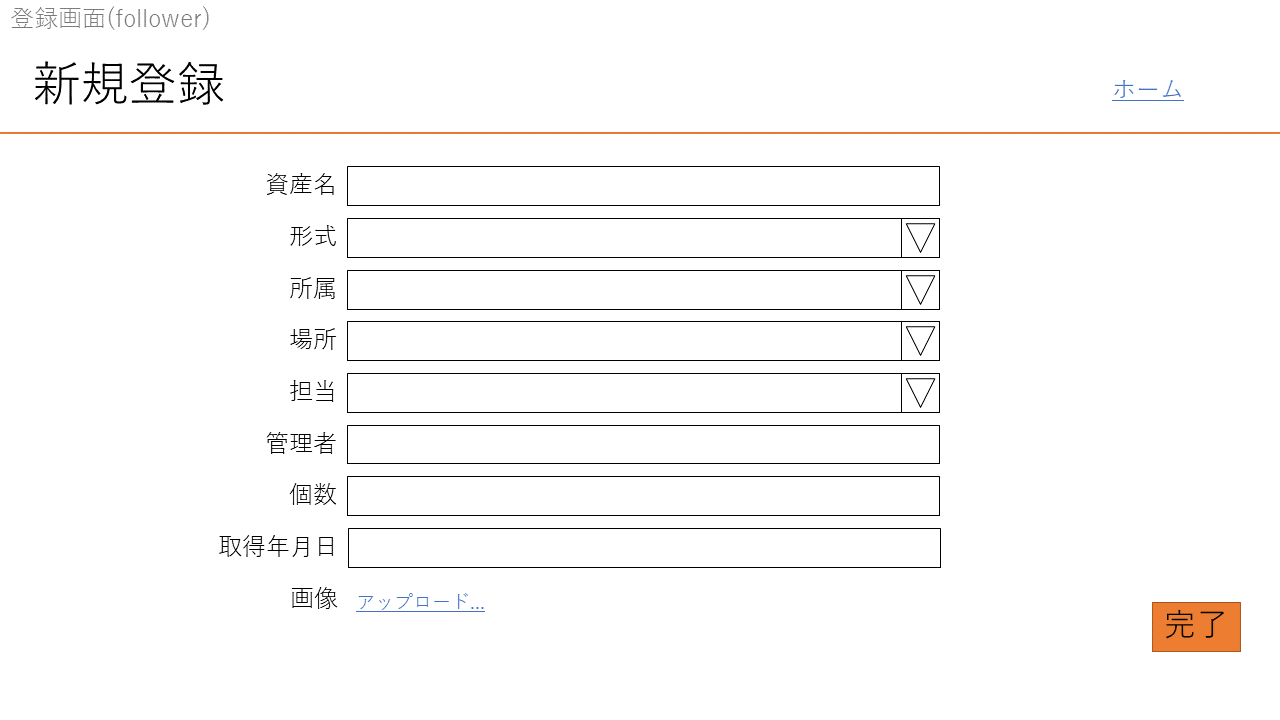 登録画面(follower)
新規登録
ホーム
資産名
形式
所属
場所
担当
管理者
個数
取得年月日
画像 アップロード...
完了